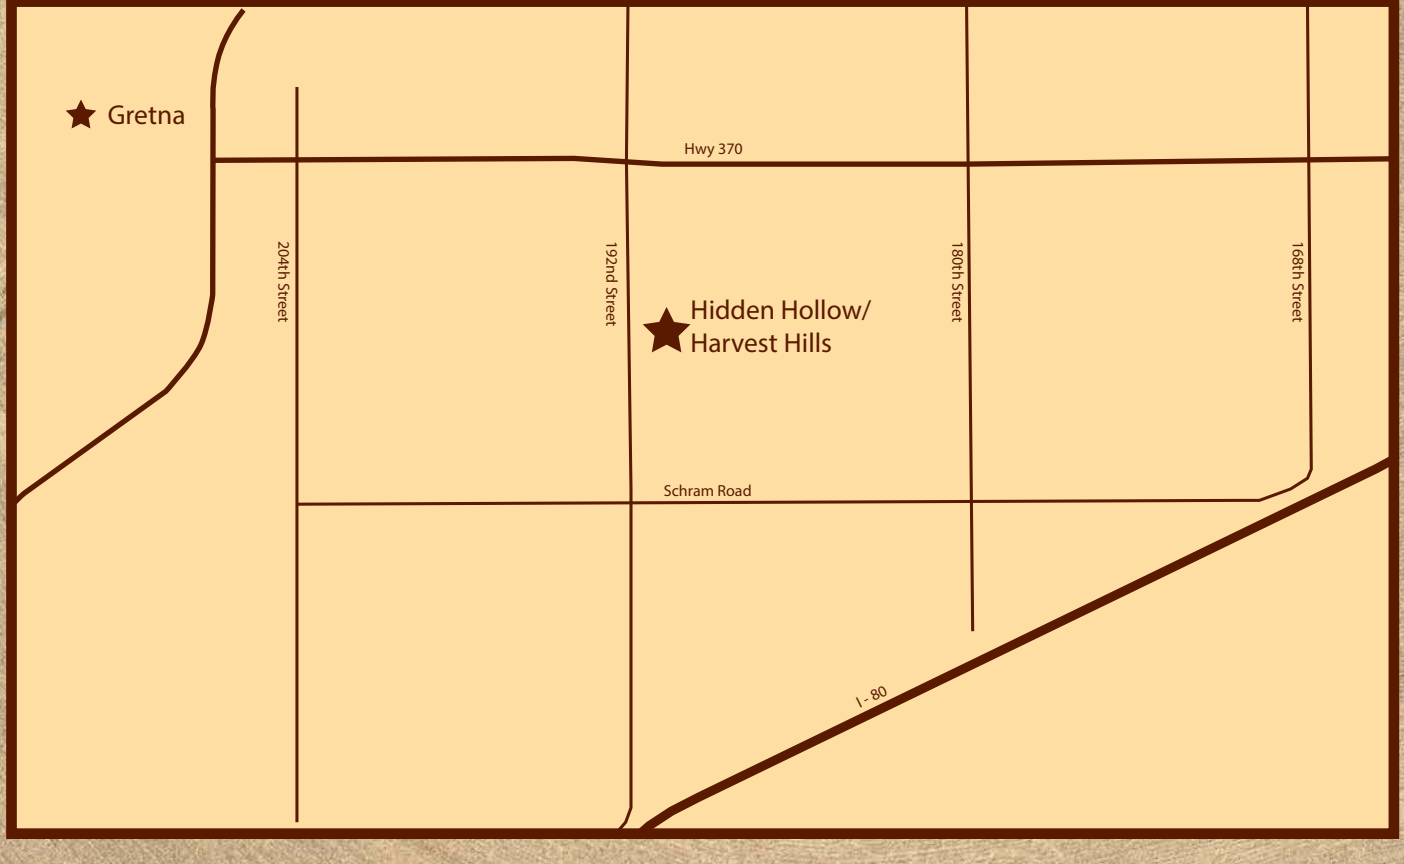 Gretna
Hwy 370
204th Street
192nd Street
180th Street
168th Street
Hidden Hollow/
Harvest Hills
Schram Road
I - 80